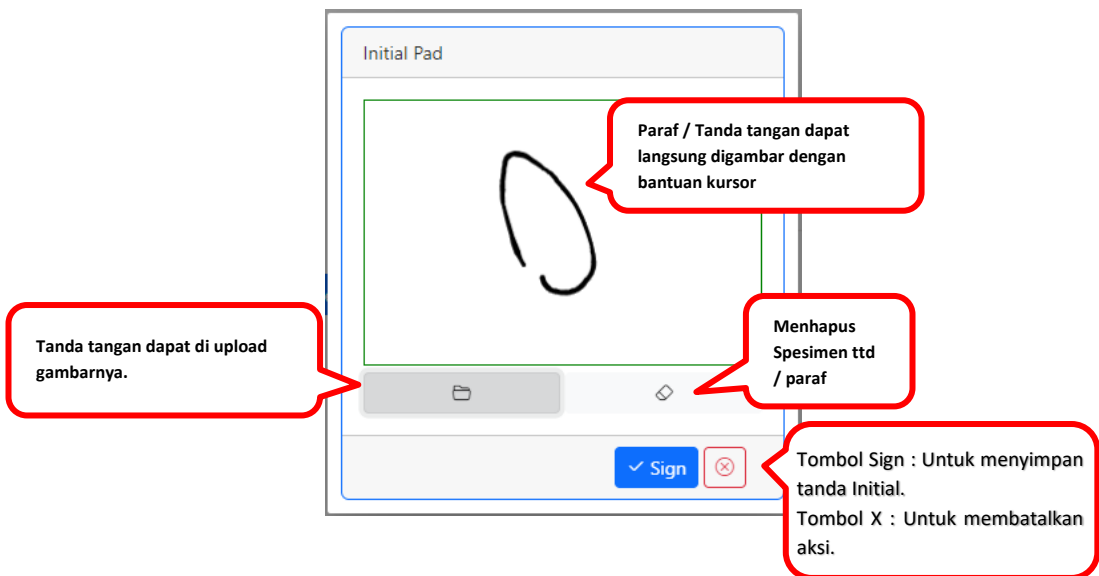 Initial Pad
Paraf / Tanda tangan dapat
langsung digambar dengan
bantuan kursor
Tanda tangan dapat di upload
gambarnya.
Menhapus
Spesimen ttd
/ paraf
Sign
Tombol Sign : Untuk menyimpan
tanda Initial.
Tombol X : Untuk membatalkan
aksi.